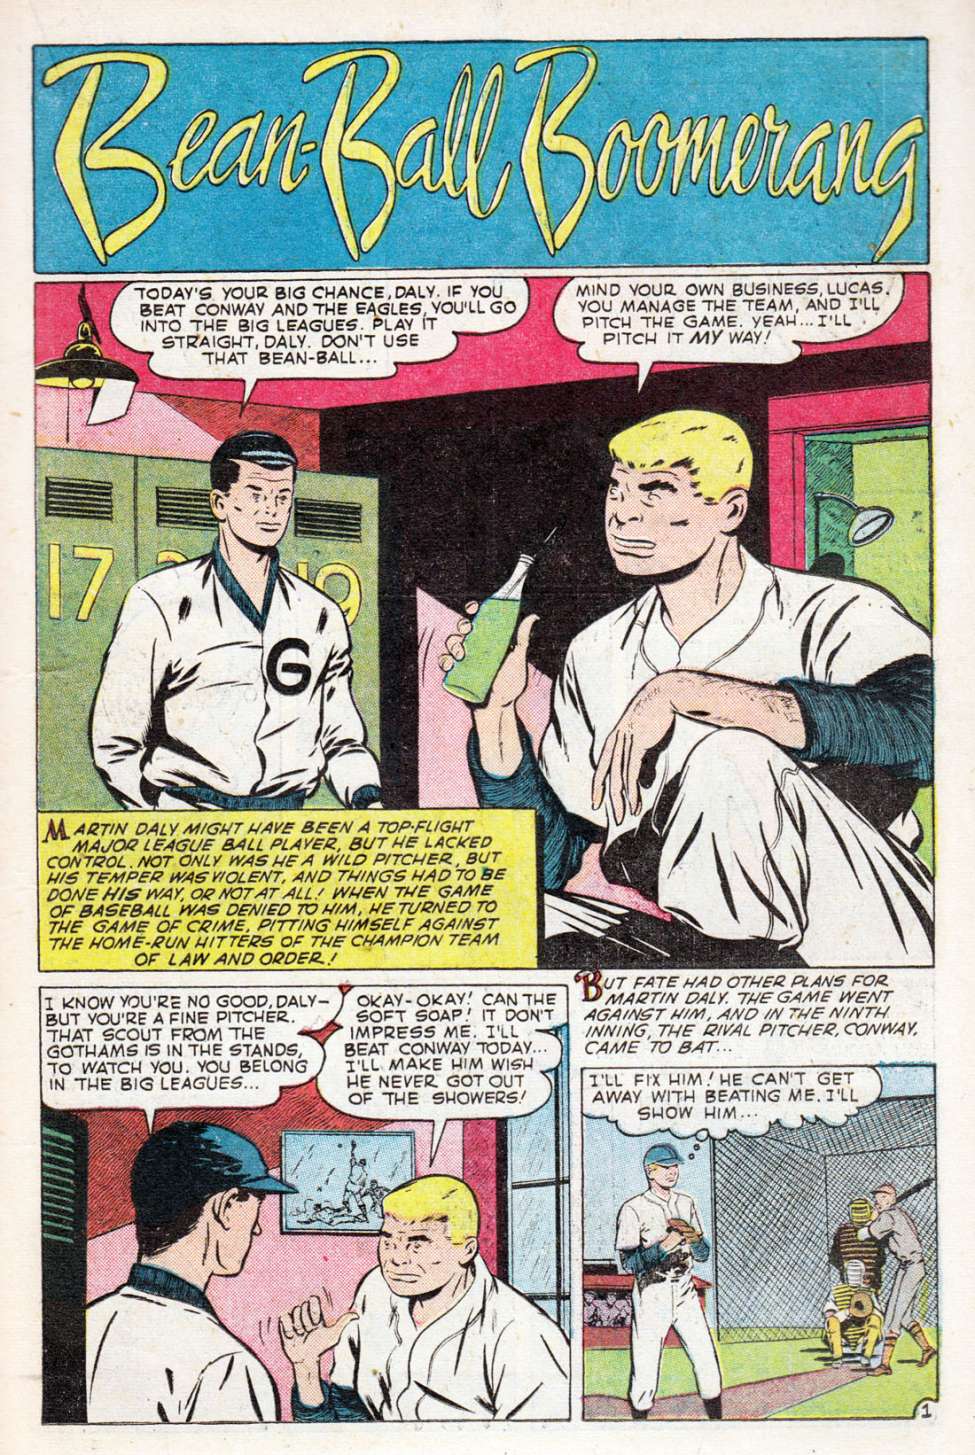 Bean-Ball Boomerang
TODAY'S YOUR BIG CHANCE, DALY. IF YOU
BEAT CONWAY AND THE EAGLES, YOU'LL GO
INTO THE BIG LEAGUES. PLAY IT
STRAIGHT, DALY. DON'T USE
THAT BEAN-BALL...
MIND YOUR OWN BUSINESS, LUCAS.
YOU MANAGE THE TEAM, AND I'LL
PITCH THE GAME. YEAH... I'LL
PITCH IT MY WAY!
17
19
G
MARTIN DALY MIGHT HAVE BEEN A TOP-FLIGHT
MAJOR LEAGUE BALL PLAYER, BUT HE LACKED
CONTROL. NOT ONLY WAS HE A WILD PITCHER, BUT
HIS TEMPER WAS VIOLENT, AND THINGS HAD TO BE
DONE HIS WAY, OR NOT AT ALL! WHEN THE GAME
OF BASEBALL WAS DENIED TO HIM, HE TURNED TO
THE GAME OF CRIME, PITTING HIMSELF AGAINST
THE HOME-RUN HITTERS OF THE CHAMPION TEAM
OF LAW AND ORDER!
I KNOW YOU'RE NO GOOD, DALY-
BUT YOU'RE A FINE PITCHER.
THAT SCOUT FROM THE
GOTHAMS IS IN THE STANDS,
TO WATCH YOU. YOU BELONG
IN THE BIG LEAGUES...
OKAY-OKAY! CAN THE
SOFT SOAP! IT DON'T
IMPRESS ME. I'LL
BEAT CONWAY TODAY...
I'LL MAKE HIM WISH
HE NEVER GOT OUT
OF THE SHOWERS!
BUT FATE HAD OTHER PLANS FOR
MARTIN DALY. THE GAME WENT
AGAINST HIM, AND IN THE NINTH
INNING, THE RIVAL PITCHER, CONWAY,
CAME TO BAT...
I'LL FIX HIM! HE CAN'T GET
AWAY WITH BEATING ME. I'LL
SHOW HIM...
1